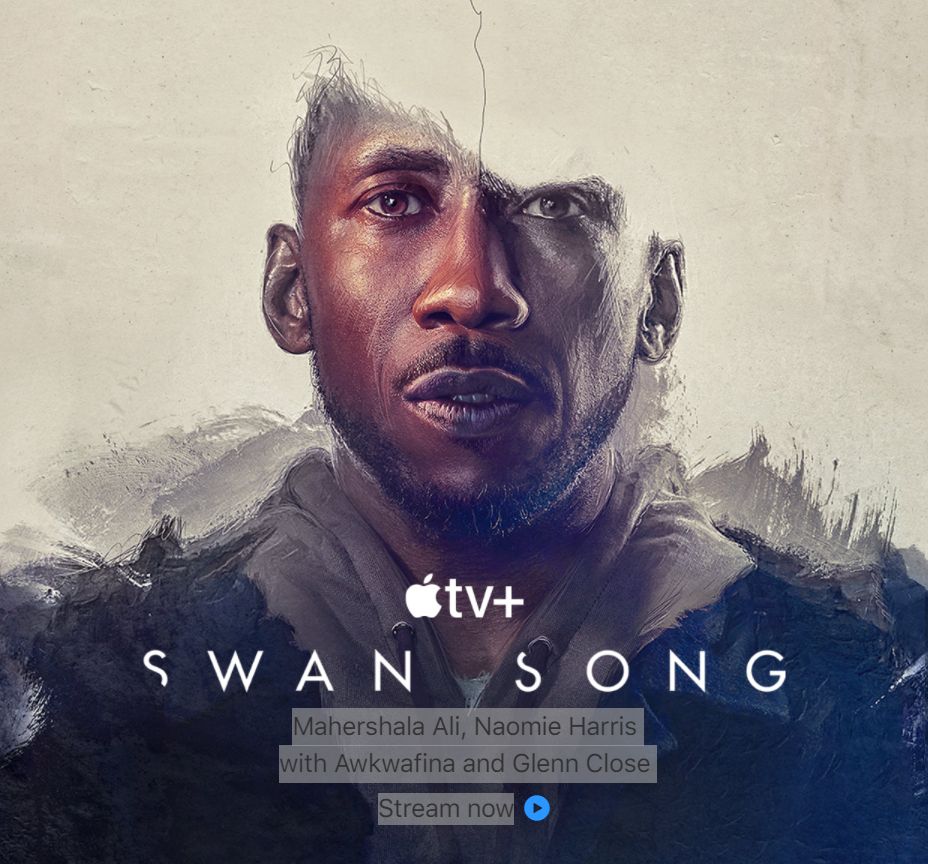 tv+
SWAN SONG
Mahershala Ali, Naomie Harris
with Awkwafina and Glenn Close
Stream now